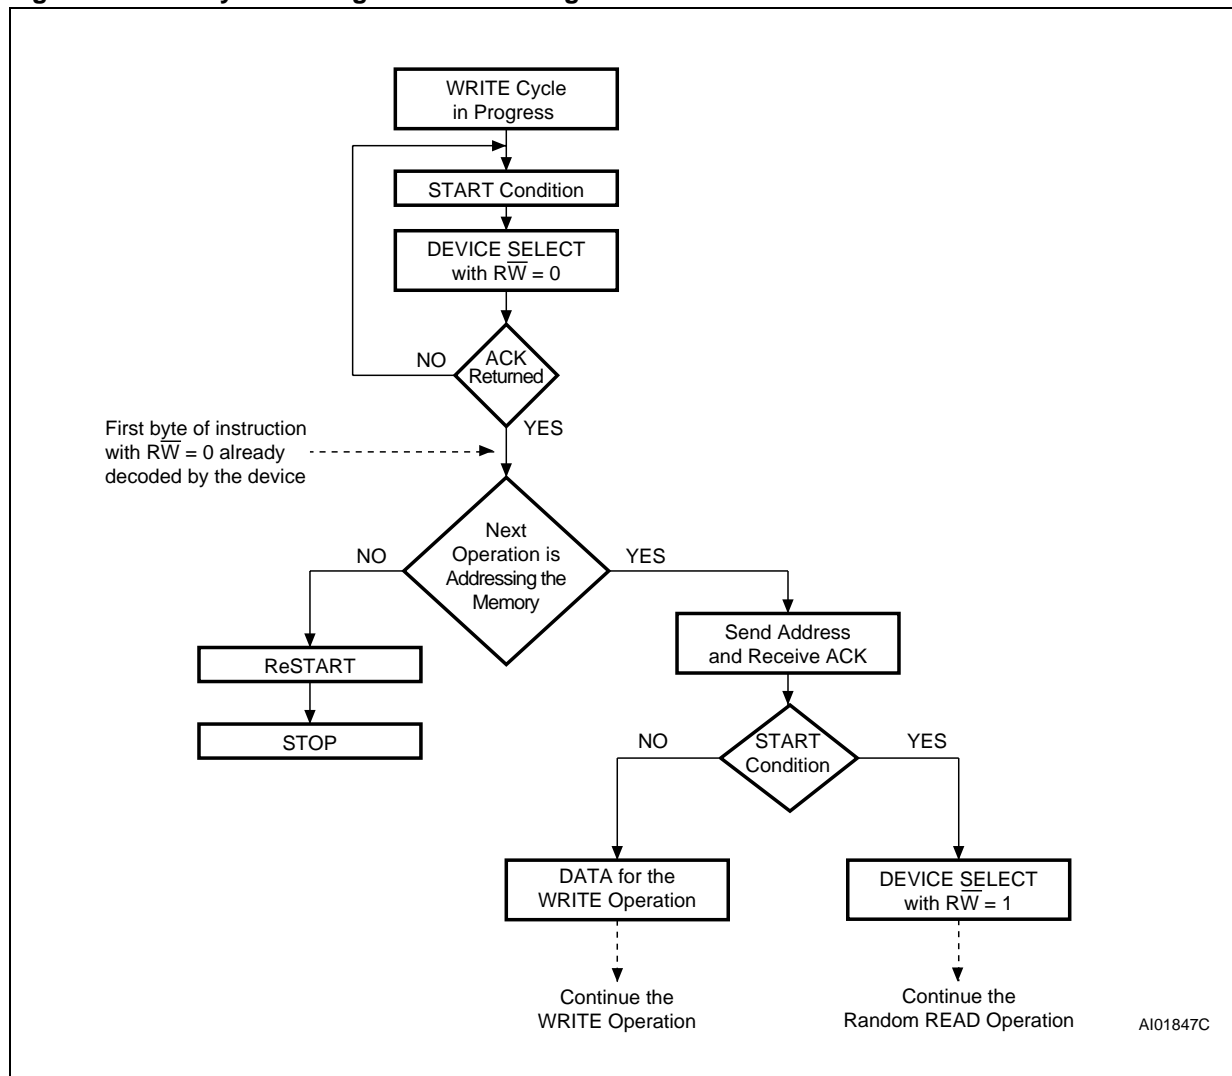 WRITE Cycle
in Progress
START Condition
DEVICE SELECT
with RW̅ = 0
NO
ACK
Returned
YES
First byte of instruction
with RW̅ = 0 already
decoded by the device
NO
Next
Operation is
Addressing the
Memory
YES
Send Address
and Receive ACK
ReSTART
STOP
NO
START
Condition
YES
DATA for the
WRITE Operation
DEVICE SELECT
with RW̅ = 1
Continue the
WRITE Operation
Continue the
Random READ Operation
AI01847C